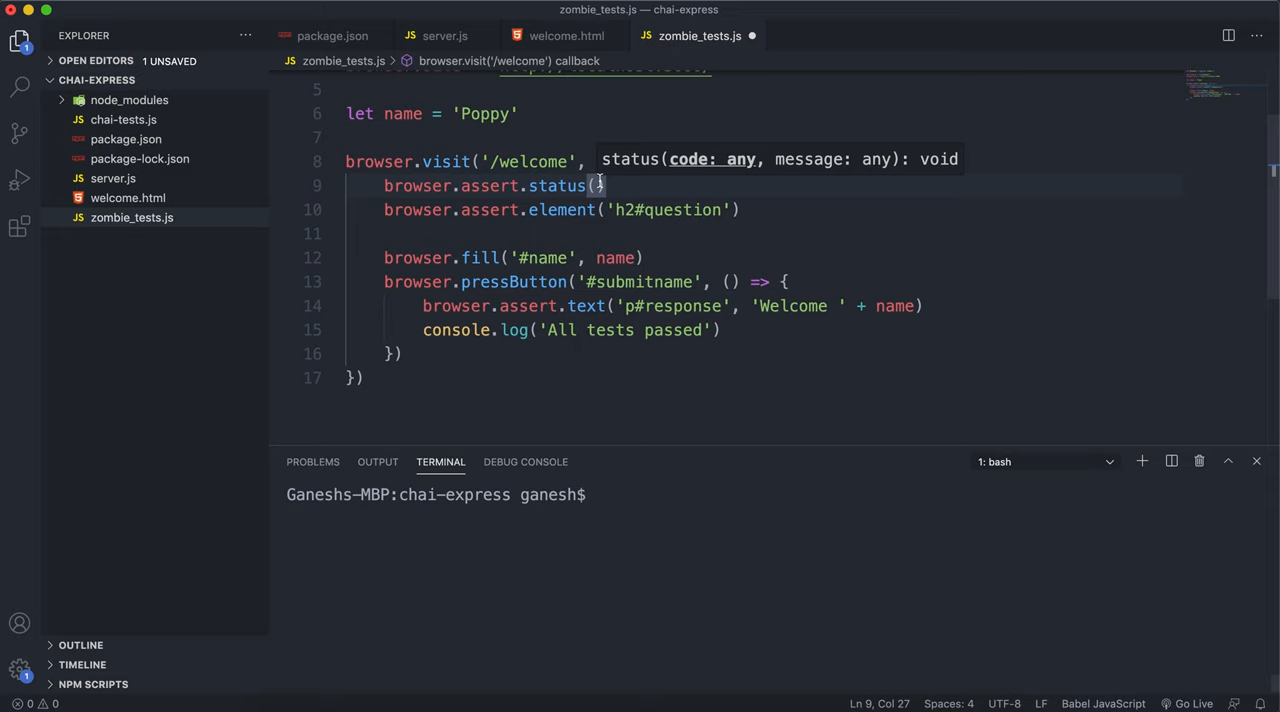 zombie_tests.js — chai-express
EXPLORER
package.json
server.js
welcome.html
zombie_tests.js
OPEN EDITORS 1 UNSAVED
zombie_tests.js > browser.visit('/welcome') callback
CHAI-EXPRESS
node_modules
chai-tests.js
package.json
package-lock.json
server.js
welcome.html
zombie_tests.js
5
6 let name = 'Poppy'
7
8 browser.visit('/welcome',
status(code: any, message: any): void
9 browser.assert.status()
10 browser.assert.element('h2#question')
11
12 browser.fill('#name', name)
13 browser.pressButton('#submitname', () => {
14 browser.assert.text('p#response', 'Welcome ' + name)
15 console.log('All tests passed')
16 })
17 })
PROBLEMS OUTPUT TERMINAL DEBUG CONSOLE
1: bash
Ganeshs-MBP:chai-express ganesh$
OUTLINE
TIMELINE
NPM SCRIPTS
0 0
Ln 9, Col 27 Spaces: 4 UTF-8 LF Babel JavaScript Go Live